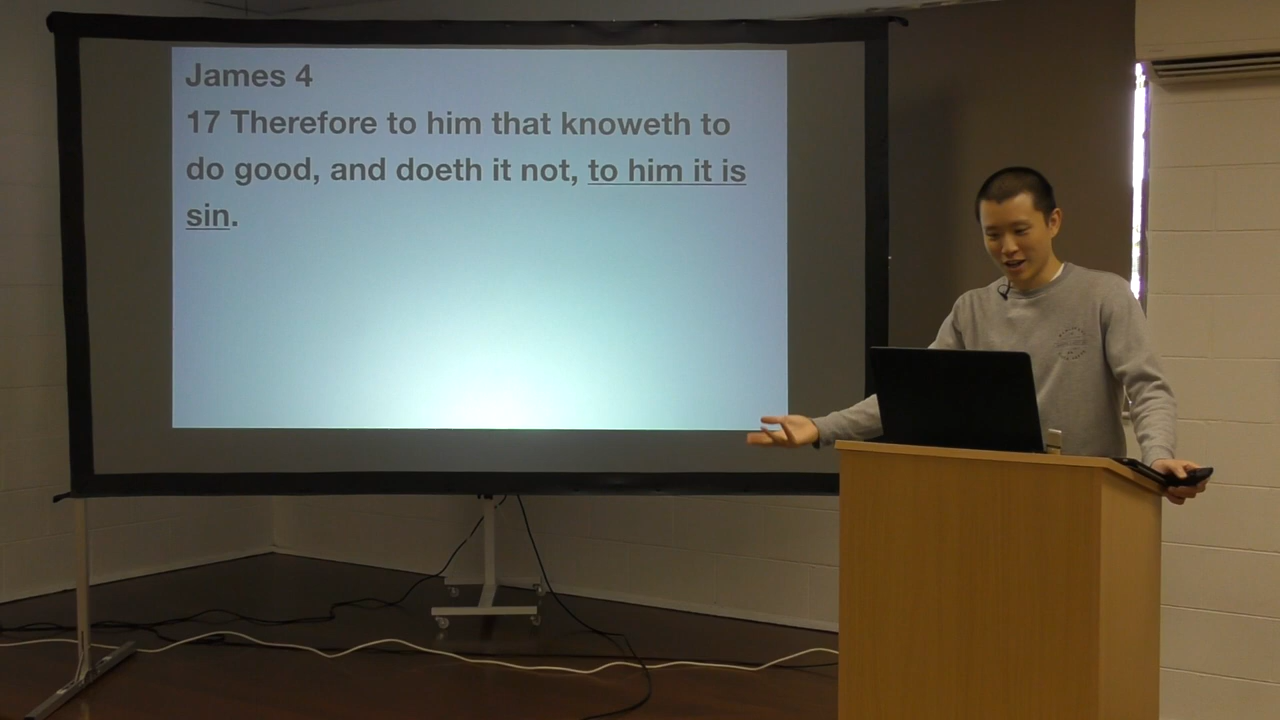 James 4
17 Therefore to him that knoweth to
do good, and doeth it not, to him it is
sin.